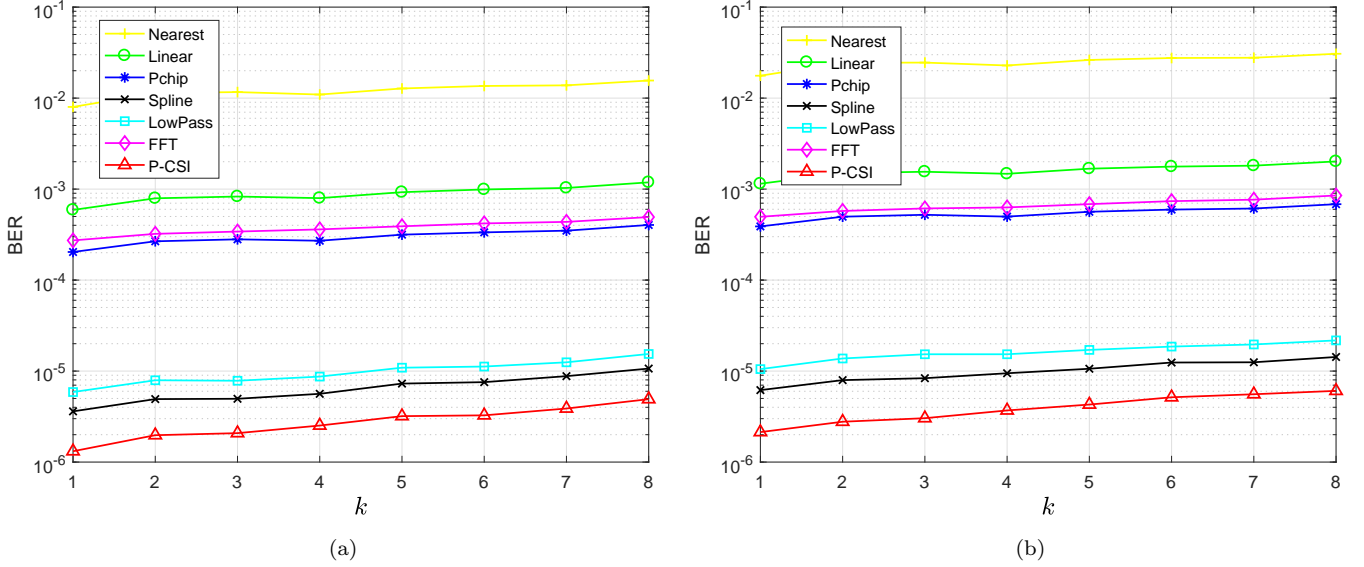 10^-1
10^-2
10^-3
10^-4
10^-5
10^-6
BER
Nearest
Linear
Pchip
Spline
LowPass
FFT
P-CSI
1 2 3 4 5 6 7 8
k
(a)
10^-1
10^-2
10^-3
10^-4
10^-5
10^-6
BER
Nearest
Linear
Pchip
Spline
LowPass
FFT
P-CSI
1 2 3 4 5 6 7 8
k
(b)